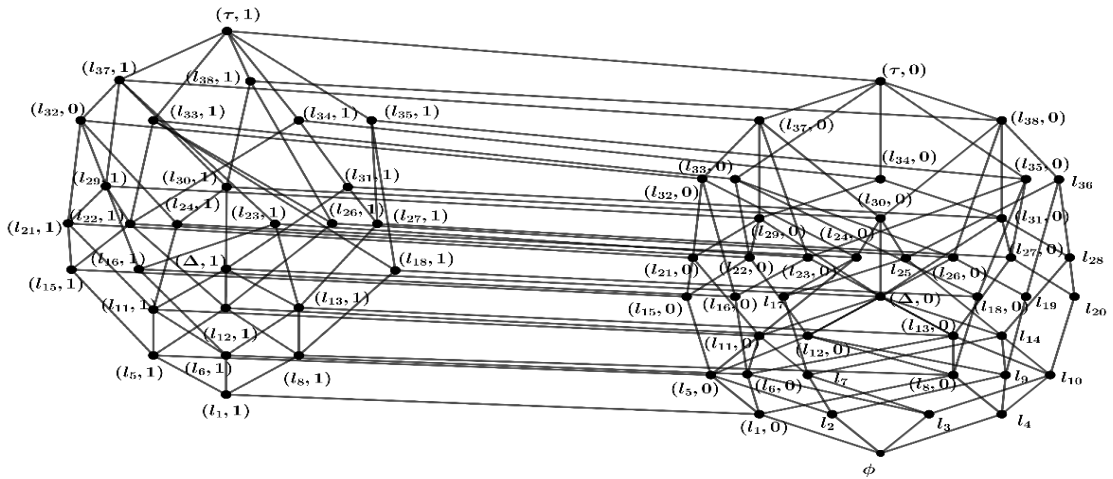 (τ, 1)
(l₃₇, 1)
(l₃₈, 1)
(τ, 0)
(l₃₂, 0)
(l₃₃, 1)
(l₃₄, 1)
(l₃₅, 1)
(l₃₇, 0)
(l₃₈, 0)
(l₃₄, 0)
(l₃₃, 0)
(l₃₅, 0)
l₃₆
(l₂₉, 1)
(l₃₀, 1)
(l₃₁, 1)
(l₃₂, 0)
(l₃₀, 0)
(l₂₁, 1)
(l₂₂, 1)
(l₂₄, 1)
(l₂₃, 1)
(l₂₆, 1)
(l₂₇, 1)
(l₂₉, 0)
(l₂₄, 0)
(l₃₁, 0)
(l₂₇, 0)
(l₁₅, 1)
(l₁₆, 1)
(Δ, 1)
(l₁₈, 1)
(l₂₁, 0)
(l₂₂, 0)
(l₂₃, 0)
l₂₅
(l₂₆, 0)
l₂₈
(l₁₅, 0)
(l₁₆, 0)
l₁₇
(Δ, 0)
(l₁₈, 0)
l₁₉
l₂₀
(l₁₁, 1)
(l₁₂, 1)
(l₁₃, 1)
(l₁₁, 0)
(l₁₂, 0)
(l₁₃, 0)
l₁₄
(l₅, 1)
(l₆, 1)
(l₈, 1)
(l₅, 0)
(l₆, 0)
l₇
(l₈, 0)
l₉
l₁₀
(l₁, 1)
(l₁, 0)
l₂
l₃
l₄
ϕ